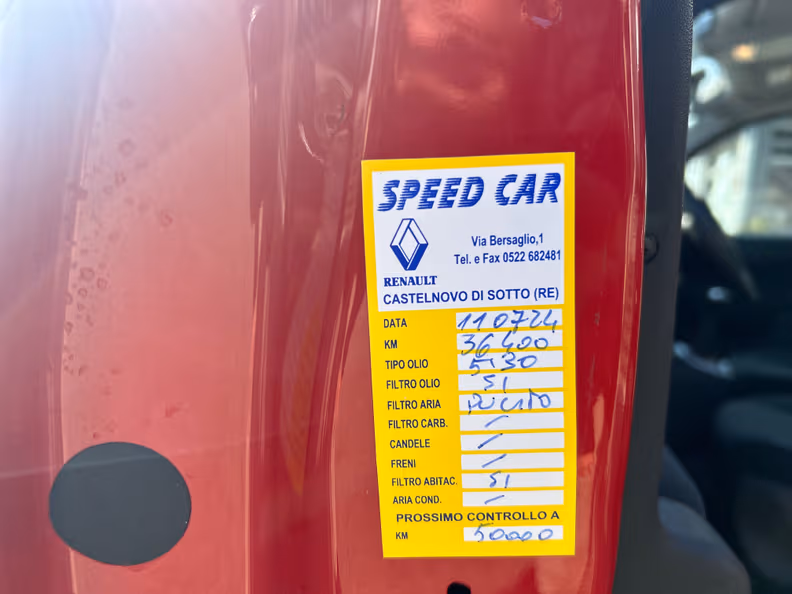 SPEED CAR
RENAULT
Via Bersaglio,1
Tel. e Fax 0522 682481
CASTELNOVO DI SOTTO (RE)
DATA 110724
KM 36400
TIPO OLIO 5/30
FILTRO OLIO SI
FILTRO ARIA PULITO
FILTRO CARB. /
CANDELE /
FRENI /
FILTRO ABITAC. SI
ARIA COND. /
PROSSIMO CONTROLLO A
KM 50000